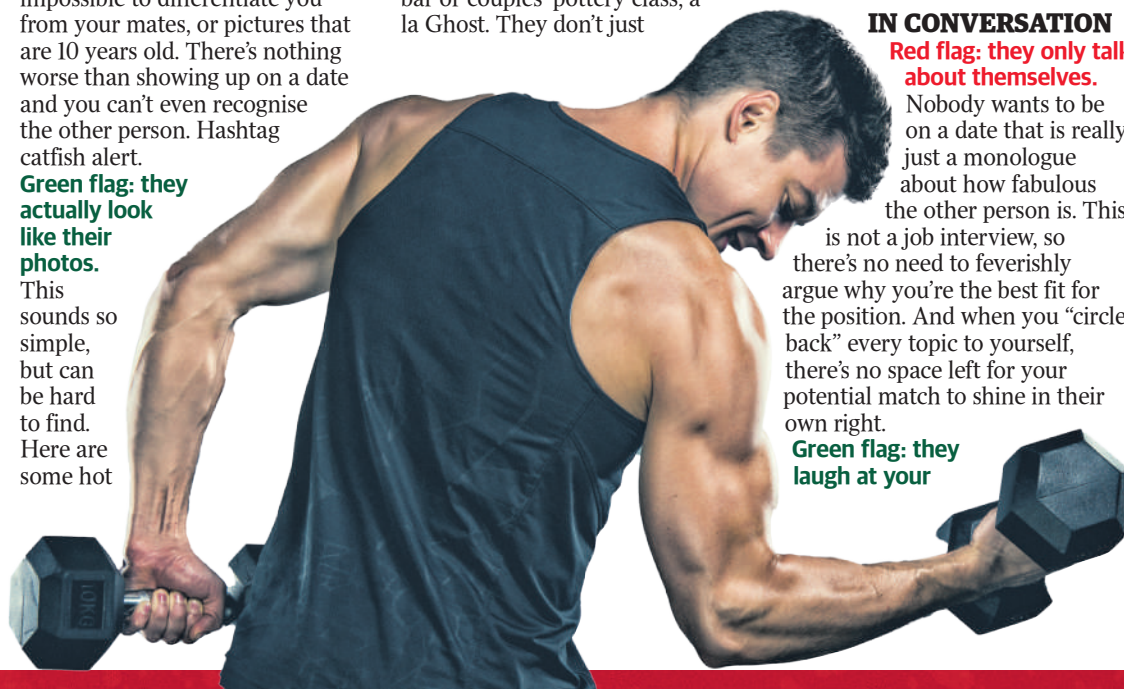 impossible to differentiate you
from your mates, or pictures that
are 10 years old. There’s nothing
worse than showing up on a date
and you can’t even recognise
the other person. Hashtag
catfish alert.
Green flag: they
actually look
like their
photos.
This
sounds so
simple,
but can
be hard
to find.
Here are
some hot
bar or couples’ pottery class, a
la Ghost. They don’t just
IN CONVERSATION
Red flag: they only talk
about themselves.
Nobody wants to be
on a date that is really
just a monologue
about how fabulous
the other person is. This
is not a job interview, so
there’s no need to feverishly
argue why you’re the best fit for
the position. And when you “circle
back” every topic to yourself,
there’s no space left for your
potential match to shine in their
own right.
Green flag: they
laugh at your
10KG